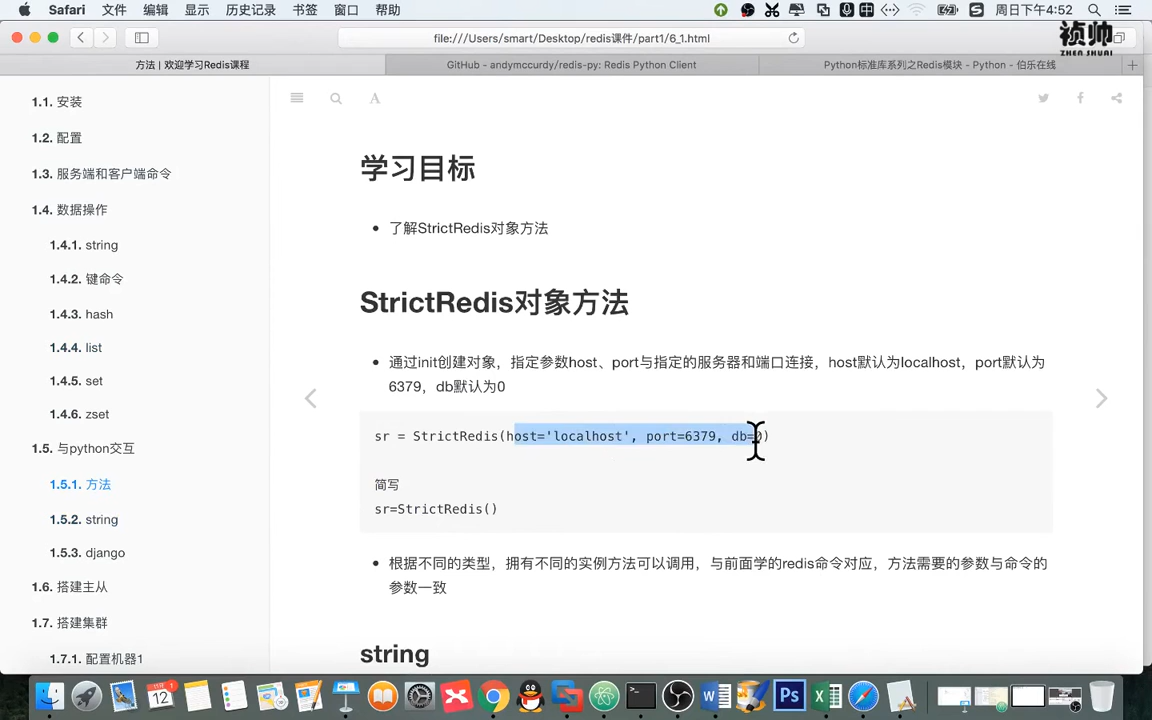 Safari 文件 编辑 显示 历史记录 书签 窗口 帮助 周日下午4:52
file:///Users/smart/Desktop/redis课件/part1/6_1.html
祯帅
ZHEN SHUAI
方法 | 欢迎学习Redis课程 GitHub - andymccurdy/redis-py: Redis Python Client Python标准库系列之Redis模块 - Python - 伯乐在线
1.1. 安装
1.2. 配置
1.3. 服务端和客户端命令
1.4. 数据操作
1.4.1. string
1.4.2. 键命令
1.4.3. hash
1.4.4. list
1.4.5. set
1.4.6. zset
1.5. 与python交互
1.5.1. 方法
1.5.2. string
1.5.3. django
1.6. 搭建主从
1.7. 搭建集群
1.7.1. 配置机器1
A
学习目标
了解StrictRedis对象方法
StrictRedis对象方法
通过init创建对象，指定参数host、port与指定的服务器和端口连接，host默认为localhost，port默认为
6379，db默认为0
sr = StrictRedis(host='localhost', port=6379, db=0)
简写
sr=StrictRedis()
根据不同的类型，拥有不同的实例方法可以调用，与前面学的redis命令对应，方法需要的参数与命令的
参数一致
string
12
Ps